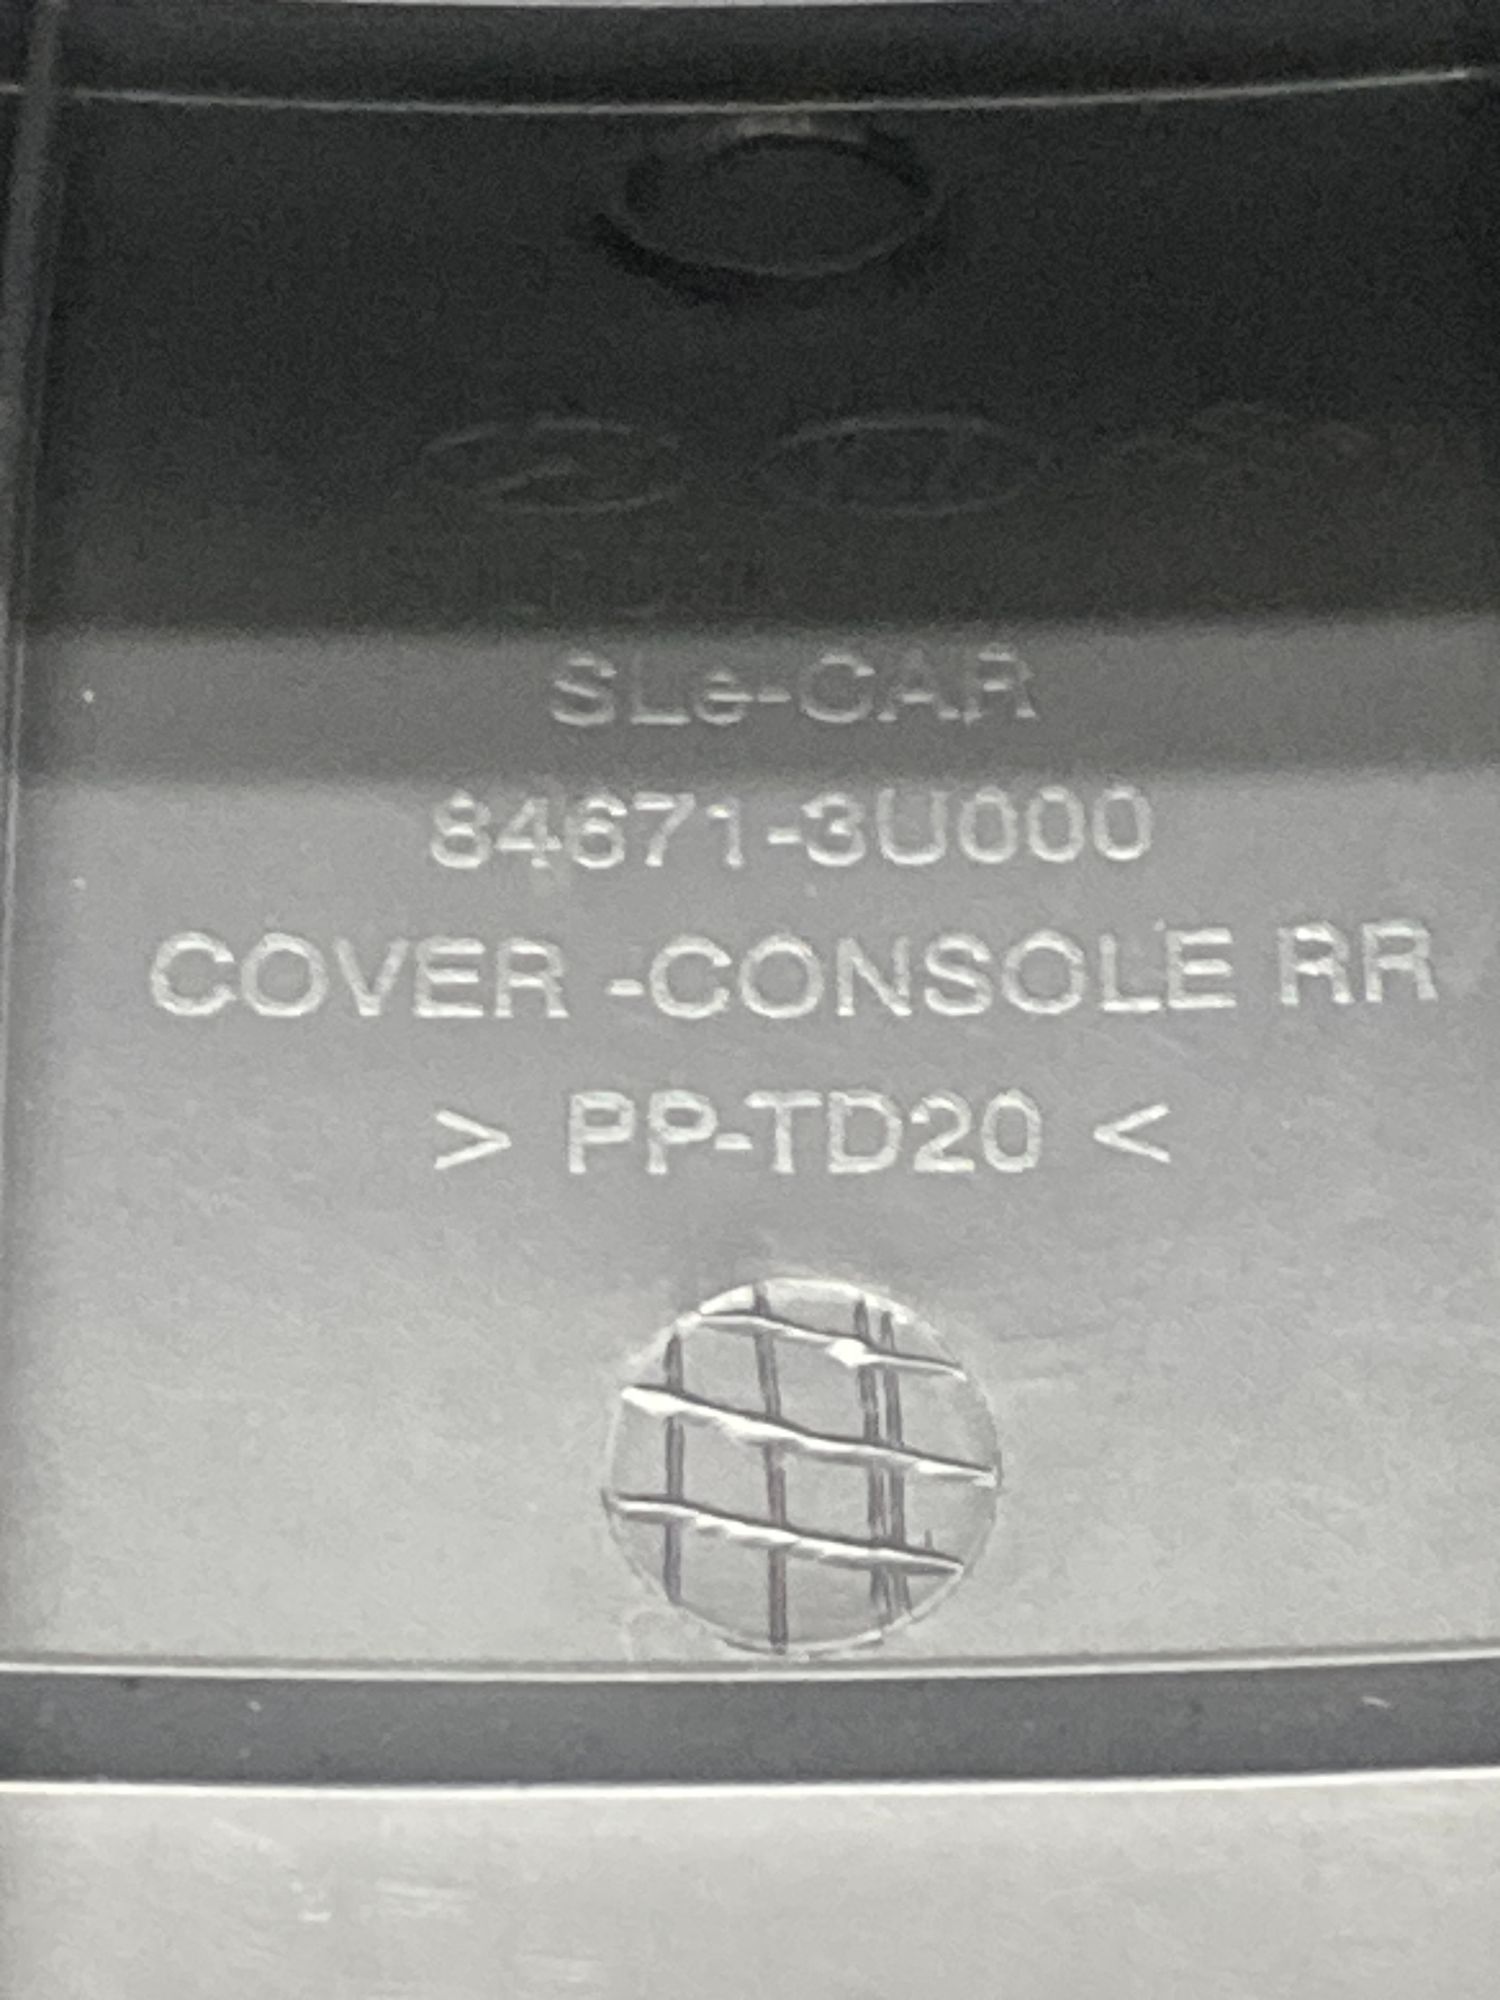 SLe-CAR
84671-3U000
COVER -CONSOLE RR
> PP-TD20 <